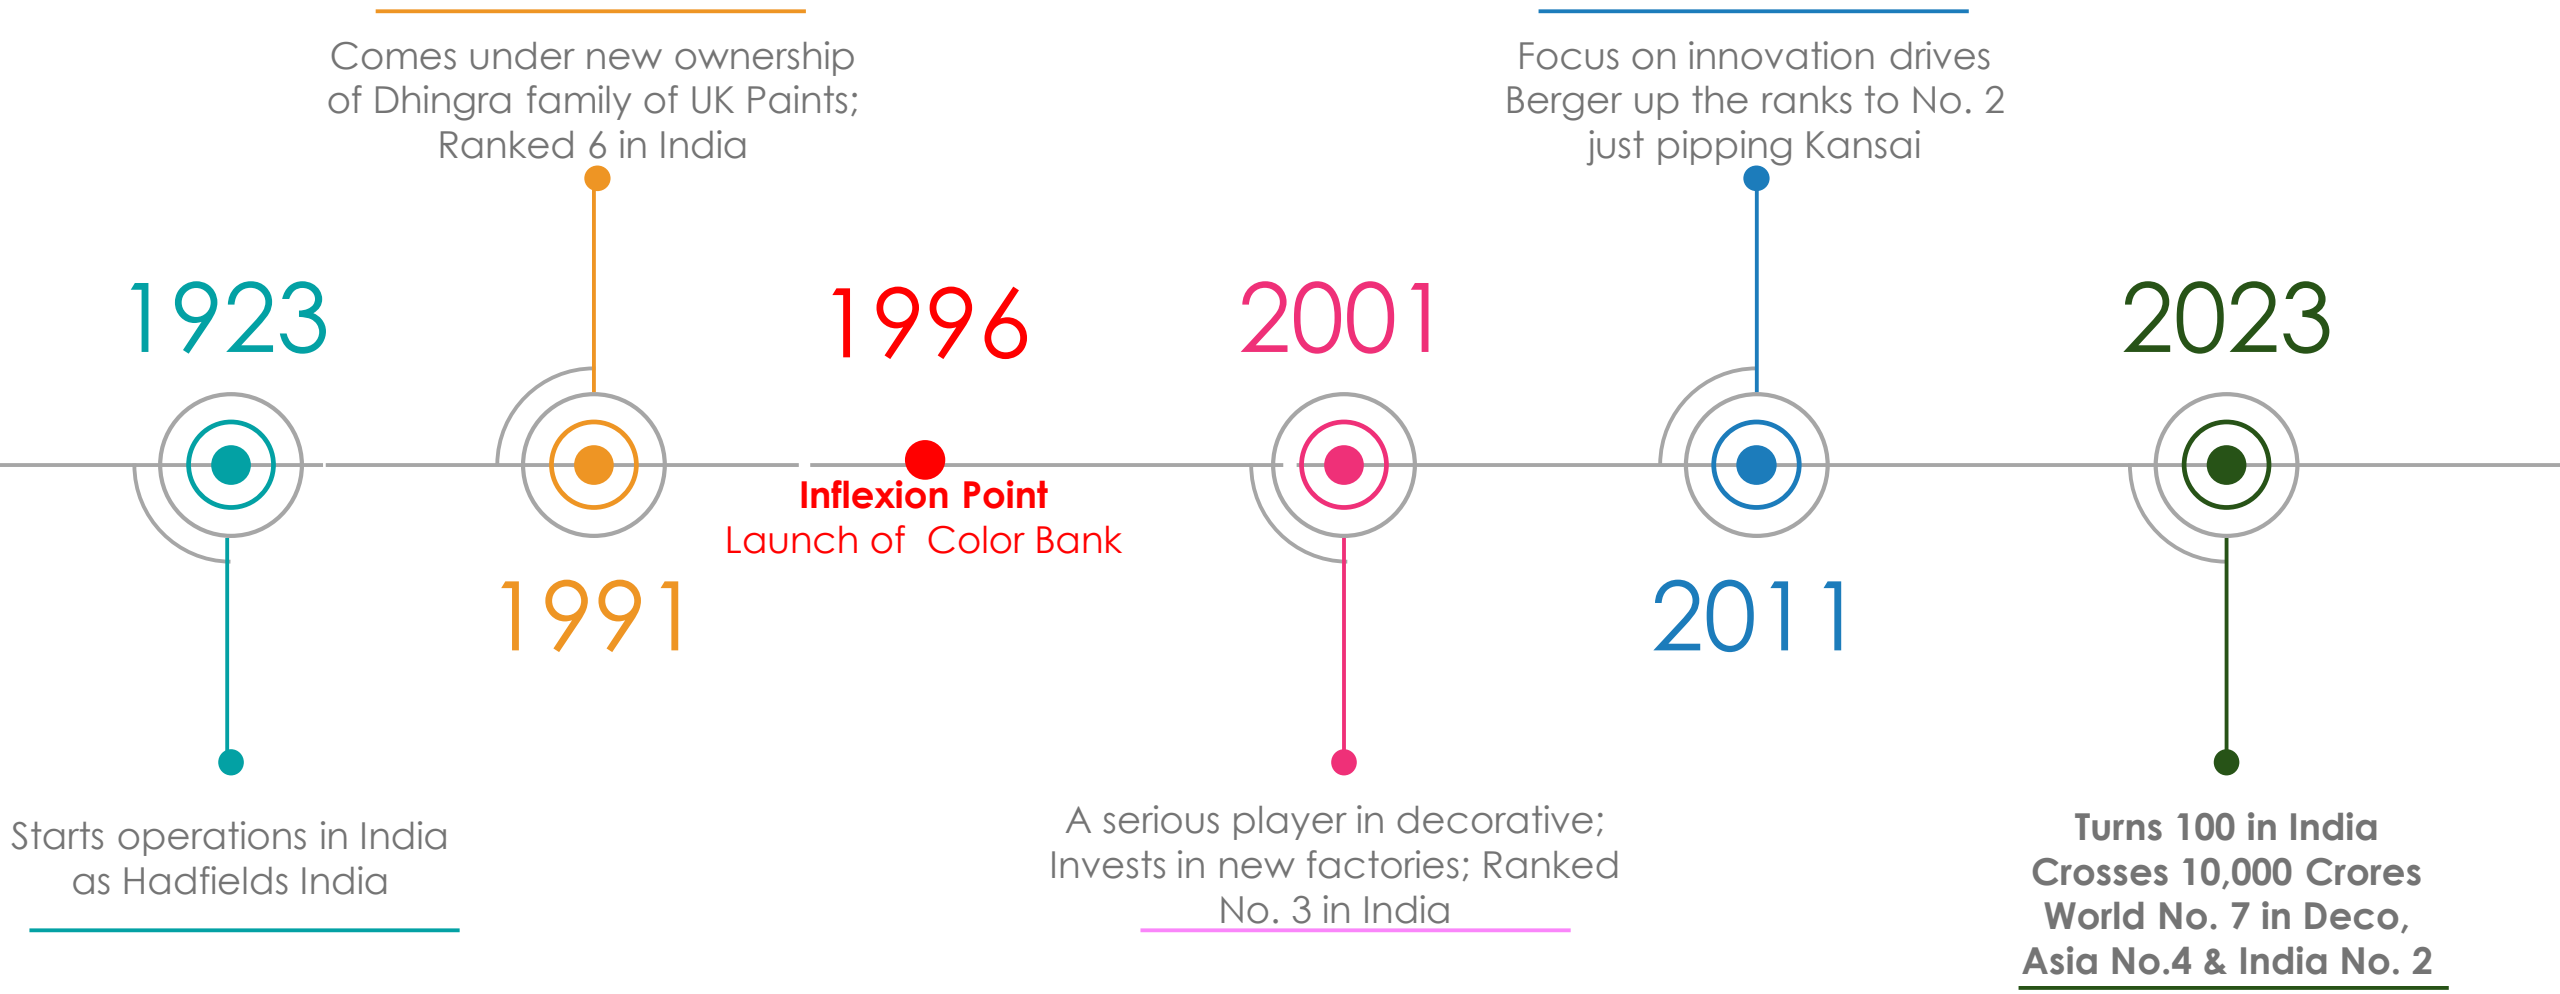 1923
Starts operations in India
as Hadfields India
Comes under new ownership
of Dhingra family of UK Paints;
Ranked 6 in India
1991
1996
Inflexion Point
Launch of  Color Bank
2001
A serious player in decorative;
Invests in new factories; Ranked
No. 3 in India
Focus on innovation drives
Berger up the ranks to No. 2
just pipping Kansai
2011
2023
Turns 100 in India
Crosses 10,000 Crores
World No. 7 in Deco,
Asia No.4 & India No. 2